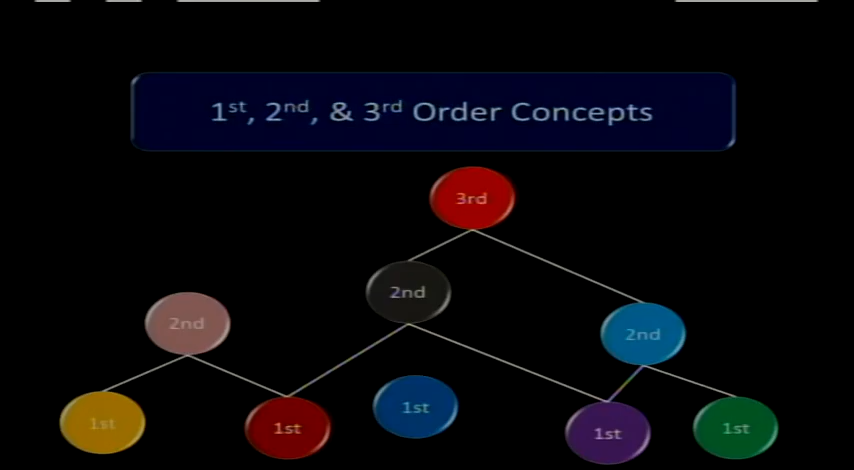 1st, 2nd, & 3rd Order Concepts
3rd
2nd
2nd
2nd
1st
1st
1st
1st
1st